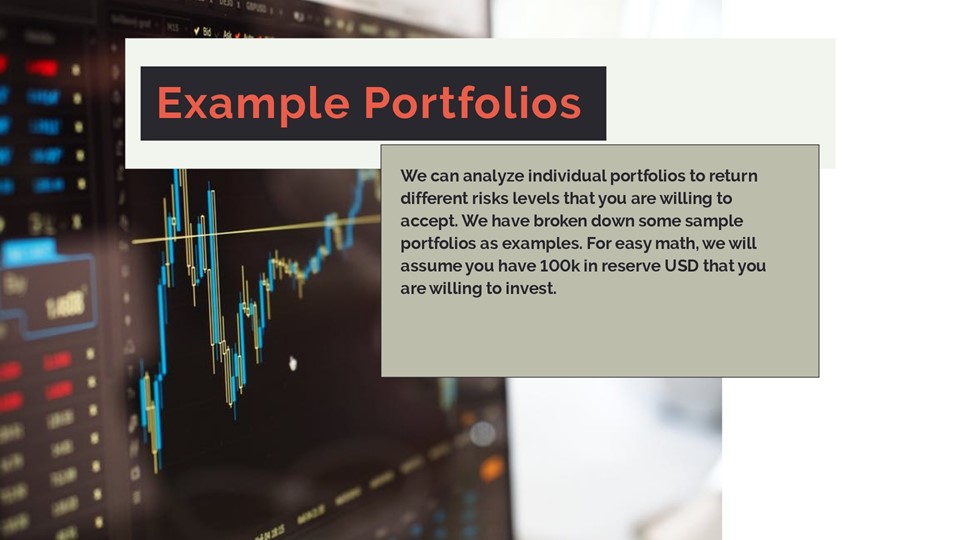 Example Portfolios
We can analyze individual portfolios to return
different risks levels that you are willing to
accept. We have broken down some sample
portfolios as examples. For easy math, we will
assume you have 100k in reserve USD that you
are willing to invest.
Bid